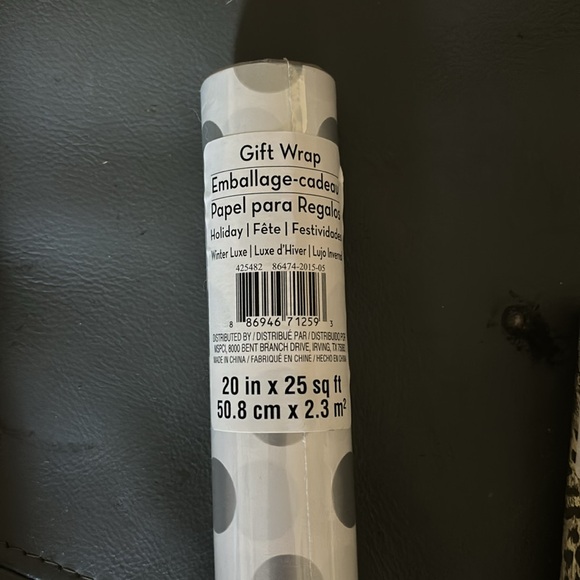 Gift Wrap
Emballage-cadeau
Papel para Regalos
Holiday | Fête | Festividades
Winter Luxe | Luxe d'Hiver | Lujo
425482 86474-2015-05
8 86946 71259 3
DISTRIBUTED BY / DISTRIBUÉ PAR / DISTRIBUIDO POR
MSPCI, 8000 BENT BRANCH DRIVE, IRVING, TX
MADE IN CHINA / FABRIQUÉ EN CHINE / HECHO EN CHINA
20 in x 25 sq ft
50.8 cm x 2.3 m²